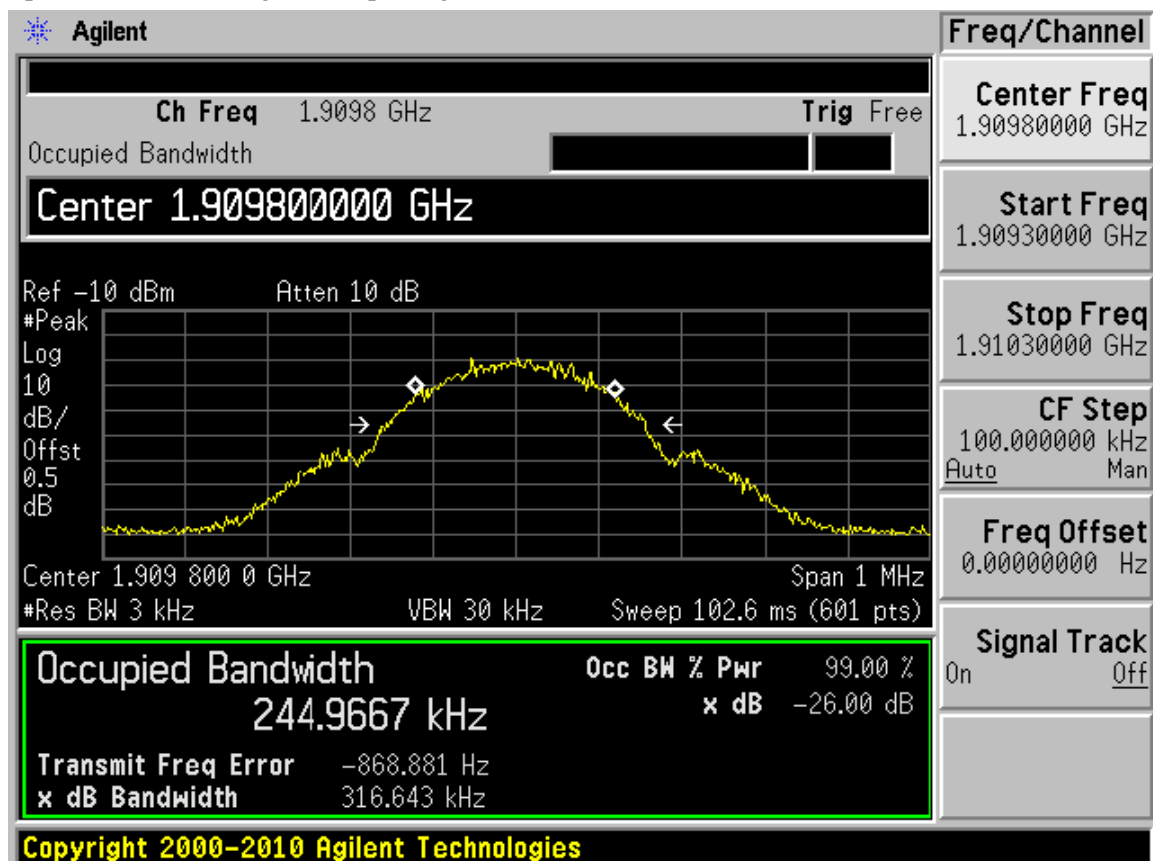 Agilent
Freq/Channel
Ch Freq 1.9098 GHz Trig Free
Occupied Bandwidth
Center 1.909800000 GHz
Ref -10 dBm Atten 10 dB
#Peak
Log
10
dB/
Offst
0.5
dB
Center 1.909 800 0 GHz Span 1 MHz
#Res BW 3 kHz VBW 30 kHz Sweep 102.6 ms (601 pts)
Occupied Bandwidth
244.9667 kHz
Occ BW % Pwr 99.00 %
x dB -26.00 dB
Transmit Freq Error -868.881 Hz
x dB Bandwidth 316.643 kHz
Center Freq
1.90980000 GHz
Start Freq
1.90930000 GHz
Stop Freq
1.91030000 GHz
CF Step
100.000000 kHz
Auto Man
Freq Offset
0.00000000 Hz
Signal Track
On Off
Copyright 2000-2010 Agilent Technologies